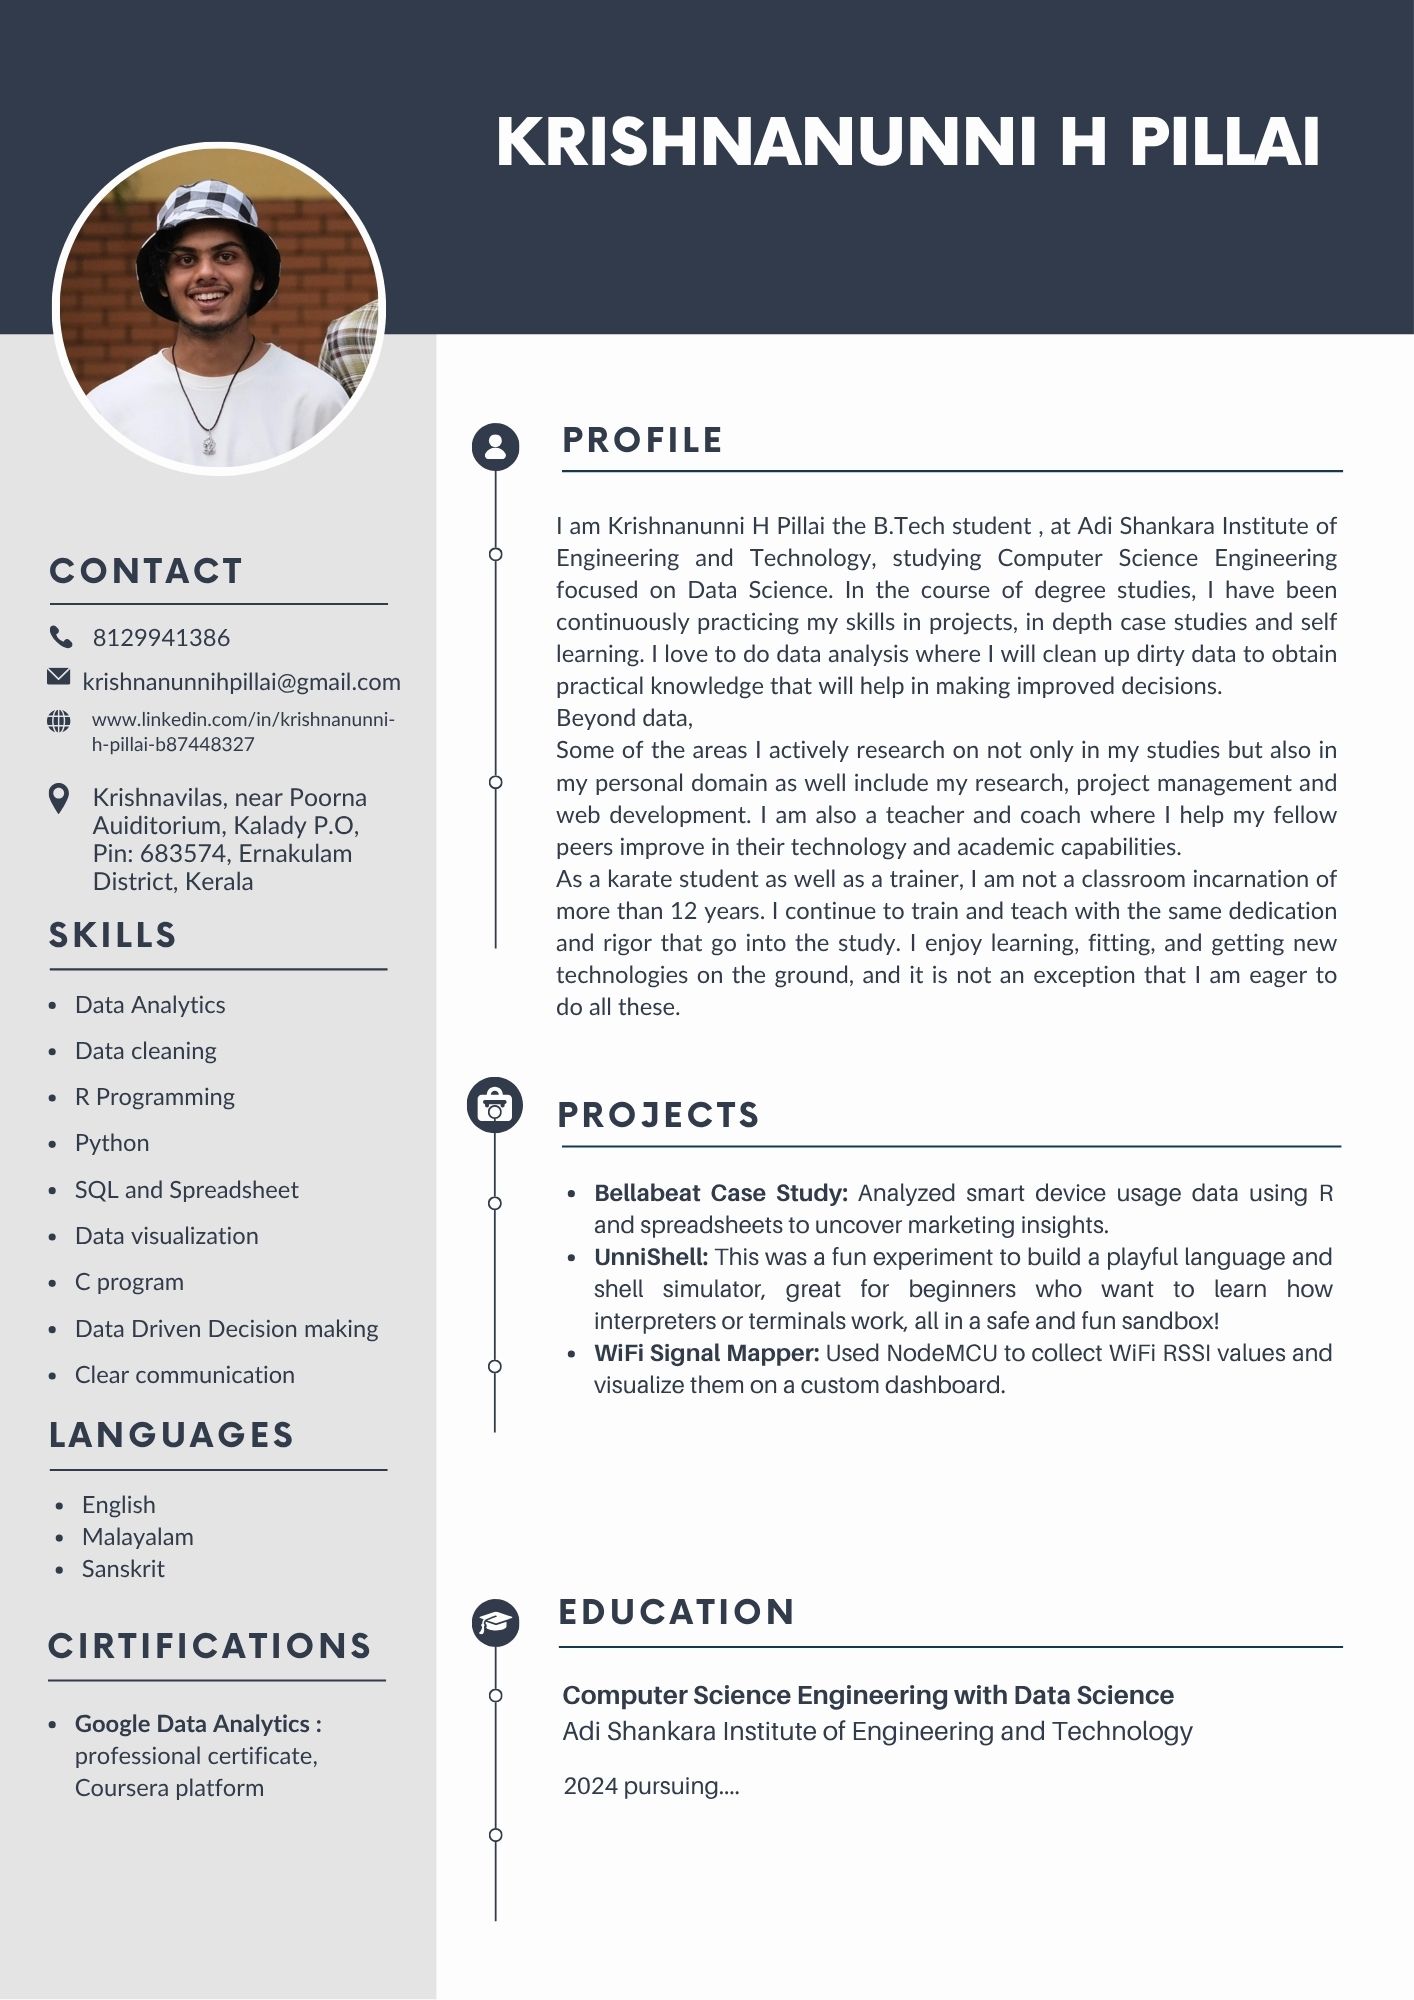 KRISHNANUNNI H PILLAI
CONTACT
8129941386
krishnanunnihpillai@gmail.com
www.linkedin.com/in/krishnanunni-
h-pillai-b87448327
Krishnavilas, near Poorna
Auiditorium, Kalady P.O,
Pin: 683574, Ernakulam
District, Kerala
SKILLS
• Data Analytics
• Data cleaning
• R Programming
• Python
• SQL and Spreadsheet
• Data visualization
• C program
• Data Driven Decision making
• Clear communication
LANGUAGES
• English
• Malayalam
• Sanskrit
CIRTIFICATIONS
• Google Data Analytics :
professional certificate,
Coursera platform
PROFILE
I am Krishnanunni H Pillai the B.Tech student , at Adi Shankara Institute of
Engineering and Technology, studying Computer Science Engineering
focused on Data Science. In the course of degree studies, I have been
continuously practicing my skills in projects, in depth case studies and self
learning. I love to do data analysis where I will clean up dirty data to obtain
practical knowledge that will help in making improved decisions.
Beyond data,
Some of the areas I actively research on not only in my studies but also in
my personal domain as well include my research, project management and
web development. I am also a teacher and coach where I help my fellow
peers improve in their technology and academic capabilities.
As a karate student as well as a trainer, I am not a classroom incarnation of
more than 12 years. I continue to train and teach with the same dedication
and rigor that go into the study. I enjoy learning, fitting, and getting new
technologies on the ground, and it is not an exception that I am eager to
do all these.
PROJECTS
• Bellabeat Case Study: Analyzed smart device usage data using R
and spreadsheets to uncover marketing insights.
• UnniShell: This was a fun experiment to build a playful language and
shell simulator, great for beginners who want to learn how
interpreters or terminals work, all in a safe and fun sandbox!
• WiFi Signal Mapper: Used NodeMCU to collect WiFi RSSI values and
visualize them on a custom dashboard.
EDUCATION
Computer Science Engineering with Data Science
Adi Shankara Institute of Engineering and Technology
2024 pursuing....